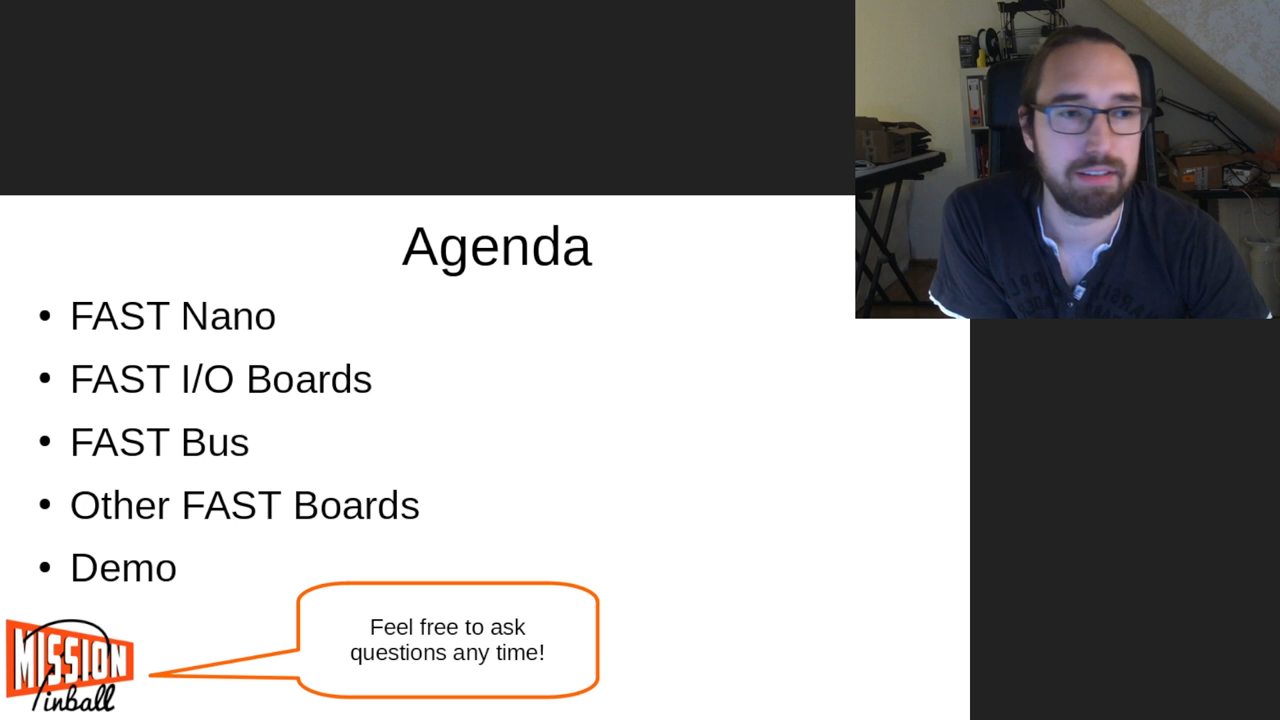 Agenda
• FAST Nano
• FAST I/O Boards
• FAST Bus
• Other FAST Boards
• Demo
Feel free to ask
questions any time!
MISSION
Pinball